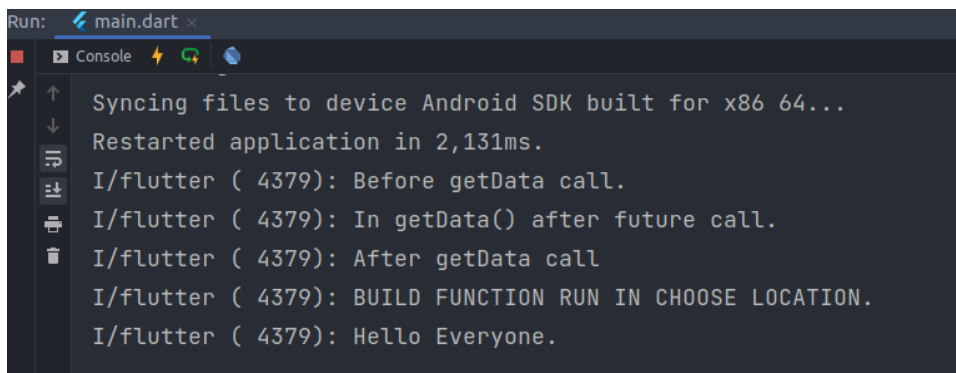 Run: main.dart ×
Console
Syncing files to device Android SDK built for x86 64...
Restarted application in 2,131ms.
I/flutter ( 4379): Before getData call.
I/flutter ( 4379): In getData() after future call.
I/flutter ( 4379): After getData call
I/flutter ( 4379): BUILD FUNCTION RUN IN CHOOSE LOCATION.
I/flutter ( 4379): Hello Everyone.